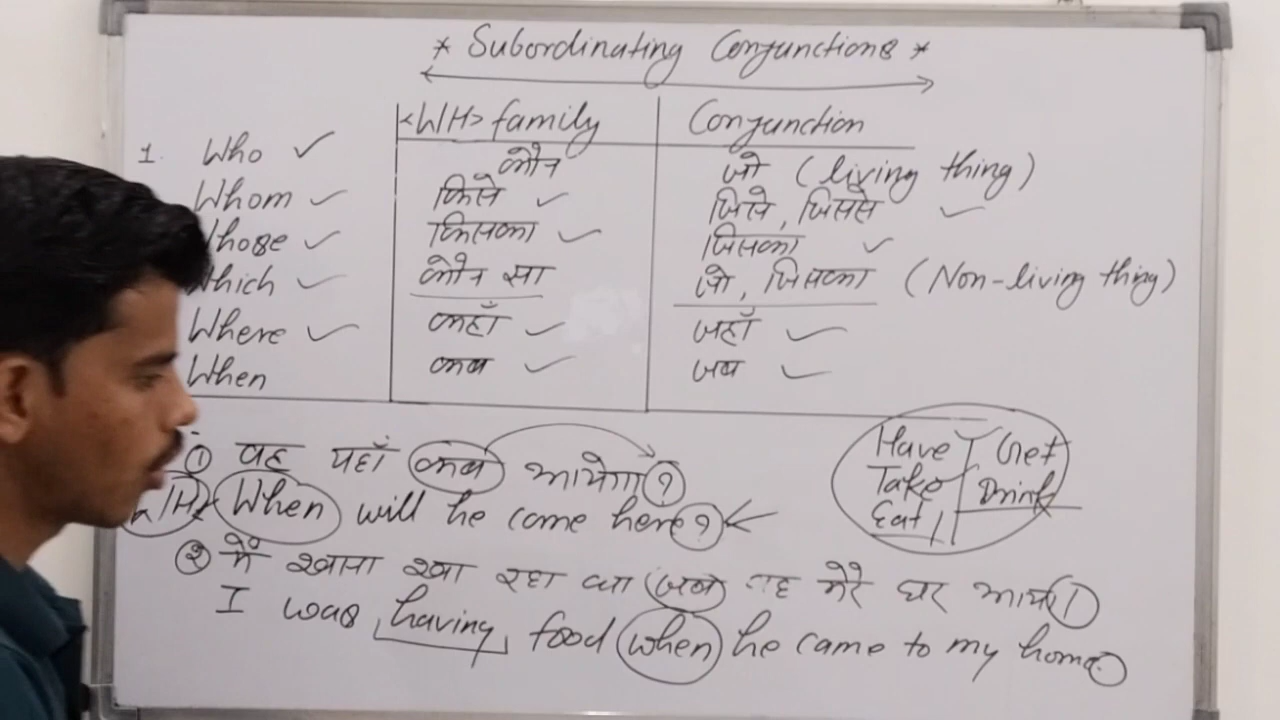 * Subordinating Conjunctions *
<WH> family Conjunction
1. Who ✓ कौन जो (living thing)
Whom ✓ किसे ✓ जिसे, जिससे ✓
Whose ✓ किसका ✓ जिसका ✓
Which ✓ कौन सा जो, जिसका (Non-living thing)
Where ✓ कहाँ ✓ जहाँ ✓
When कब ✓ जब ✓
① वह यहाँ कब आयेगा ?
When will he come here?
② मैं खाना खा रहा था जब वह मेरे घर आया।
I was having food when he came to my home.
Have Get
Take Drink
Eat